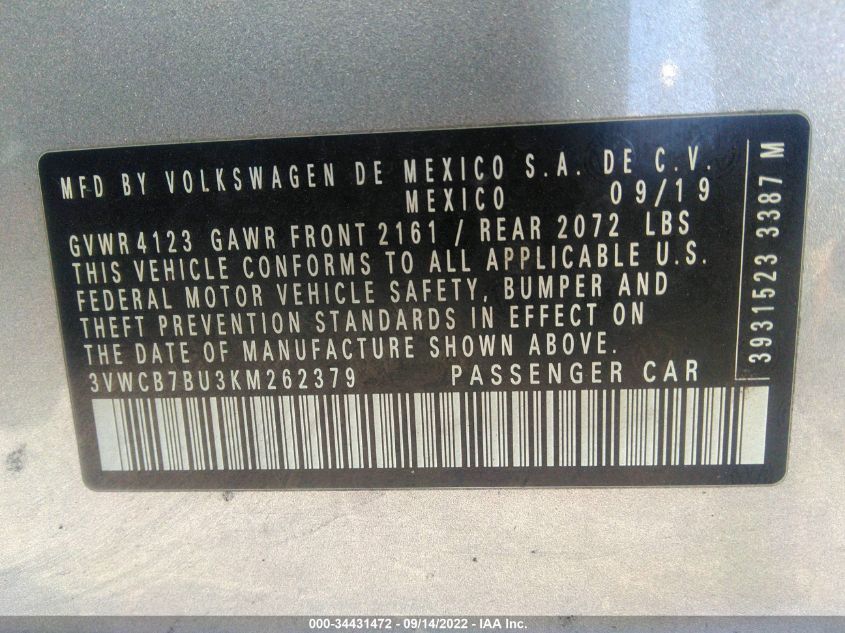 MFD BY VOLKSWAGEN DE MEXICO S.A. DE C.V.
MEXICO 09/19
GVWR 4123 GAWR FRONT 2161 / REAR 2072 LBS
THIS VEHICLE CONFORMS TO ALL APPLICABLE U.S.
FEDERAL MOTOR VEHICLE SAFETY, BUMPER AND
THEFT PREVENTION STANDARDS IN EFFECT ON
THE DATE OF MANUFACTURE SHOWN ABOVE.
3VWCB7BU3KM262379 PASSENGER CAR
3931523 3387 M
000-34431472 - 09/14/2022 - IAA Inc.